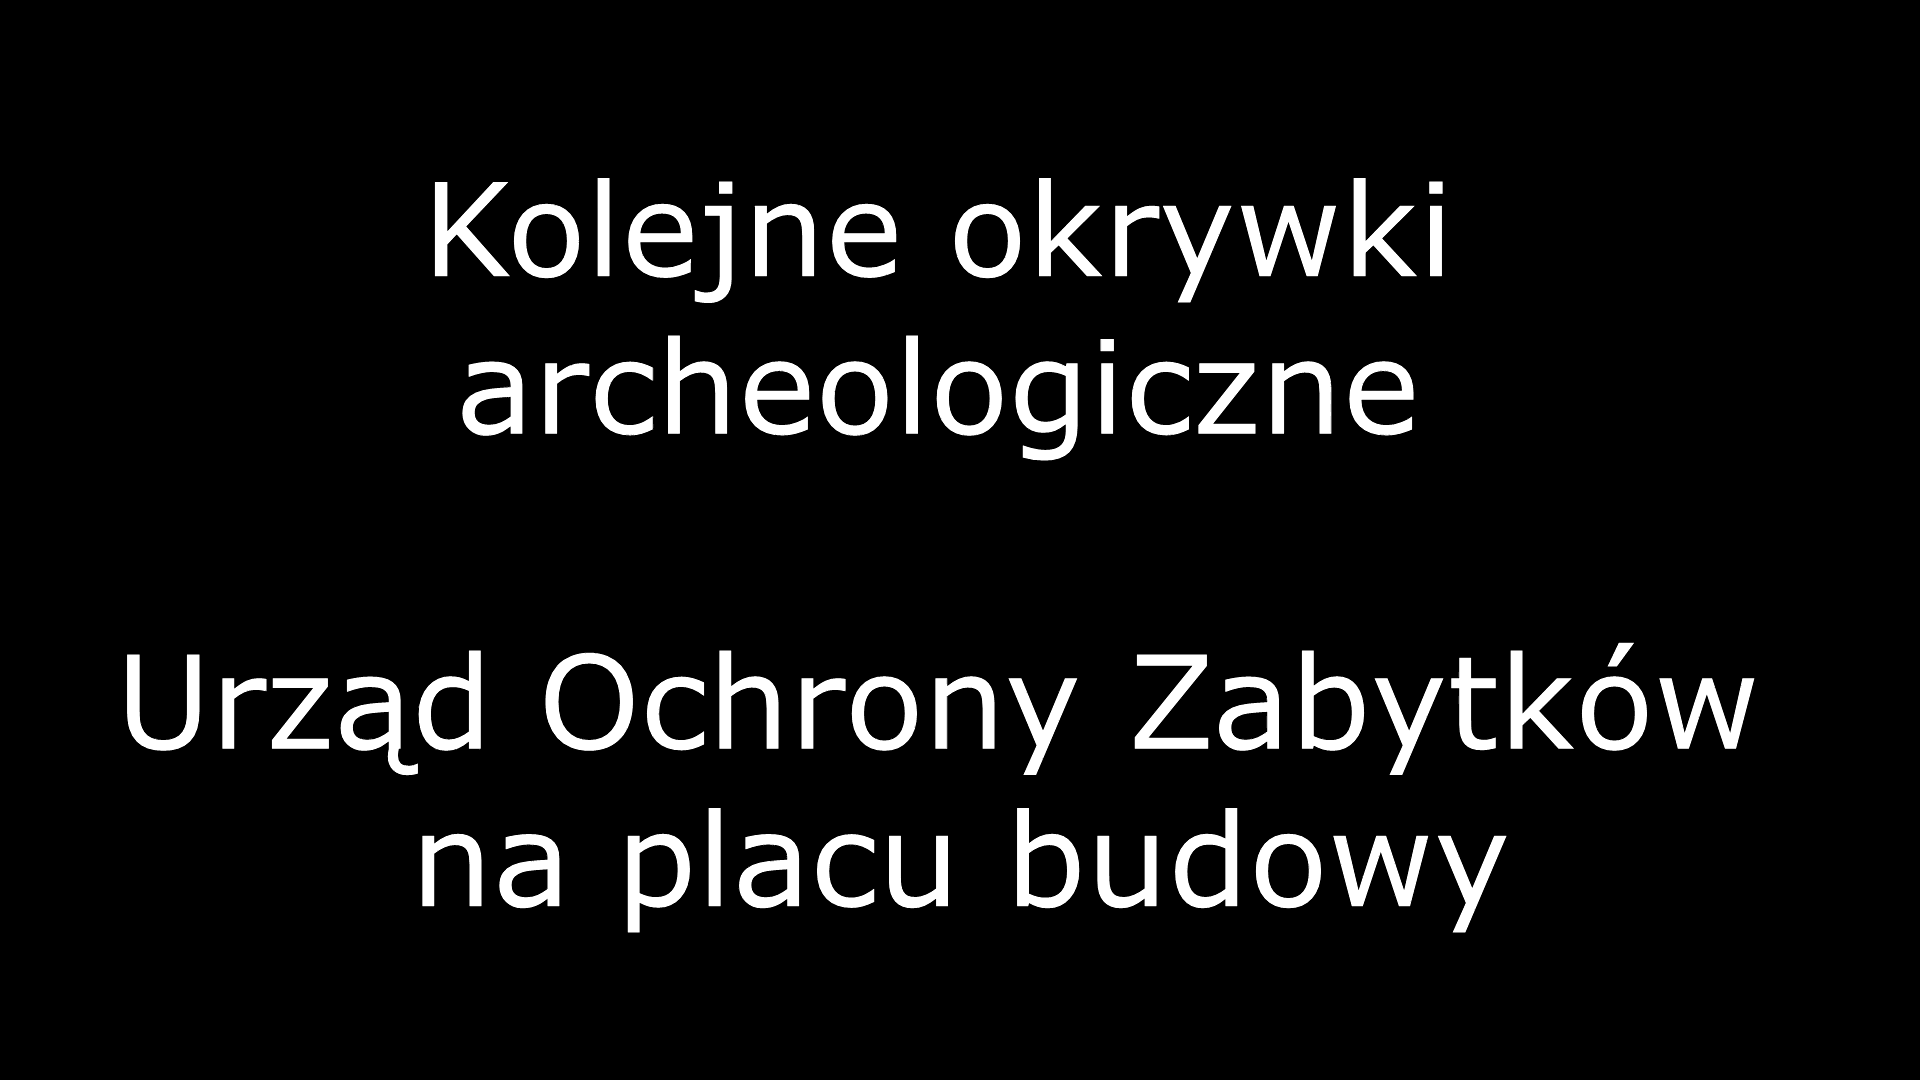 Kolejne okrywki
archeologiczne
Urząd Ochrony Zabytków
na placu budowy